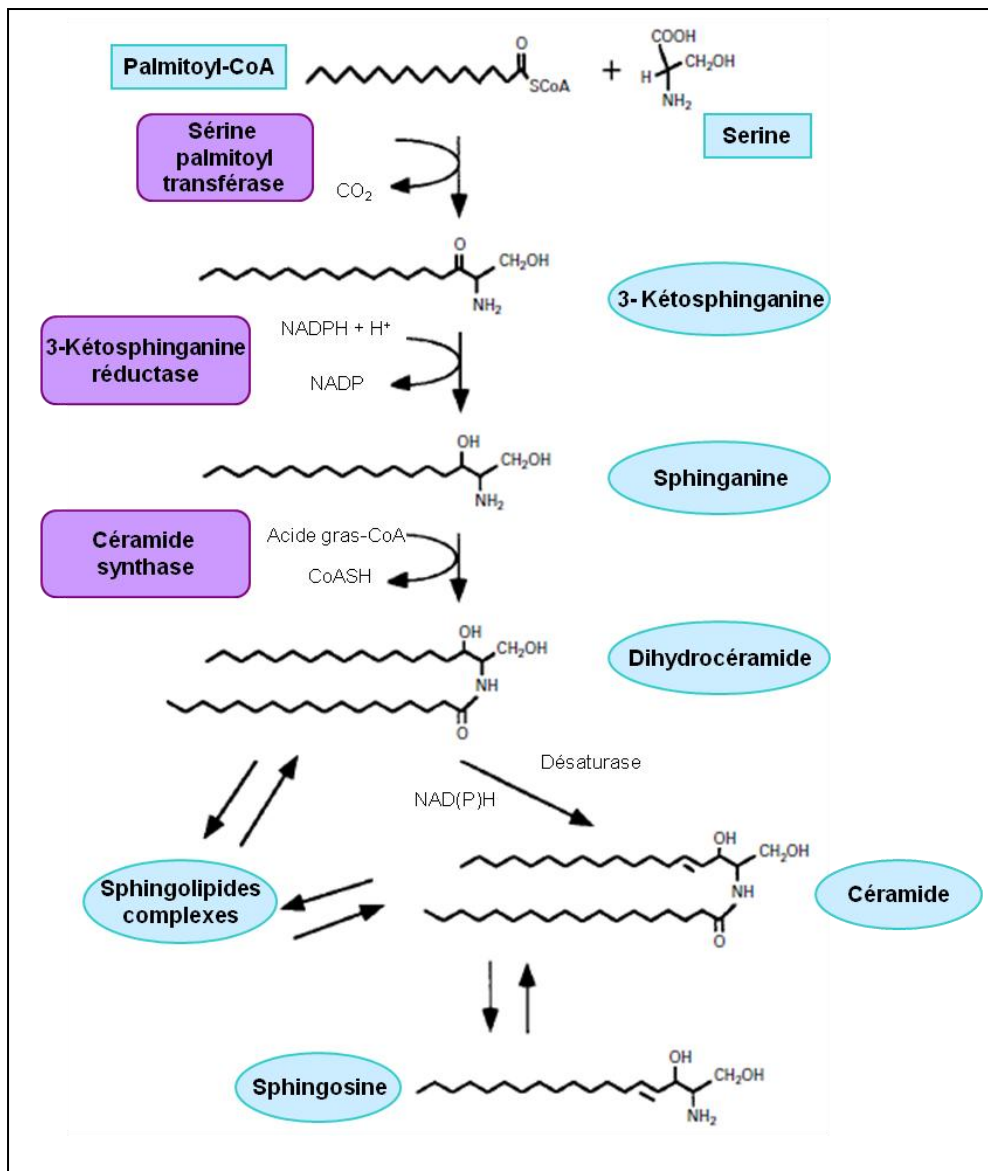 Palmitoyl-CoA
O
SCoA
+
COOH
H
CH₂OH
NH₂
Serine
Sérine
palmitoyl
transférase
CO₂
O
CH₂OH
NH₂
3- Kétosphinganine
3-Kétosphinganine
réductase
NADPH + H⁺
NADP
OH
CH₂OH
NH₂
Sphinganine
Céramide
synthase
Acide gras-CoA
CoASH
OH
CH₂OH
NH
O
Dihydrocéramide
Désaturase
NAD(P)H
Sphingolipides
complexes
OH
CH₂OH
NH
O
Céramide
Sphingosine
OH
CH₂OH
NH₂